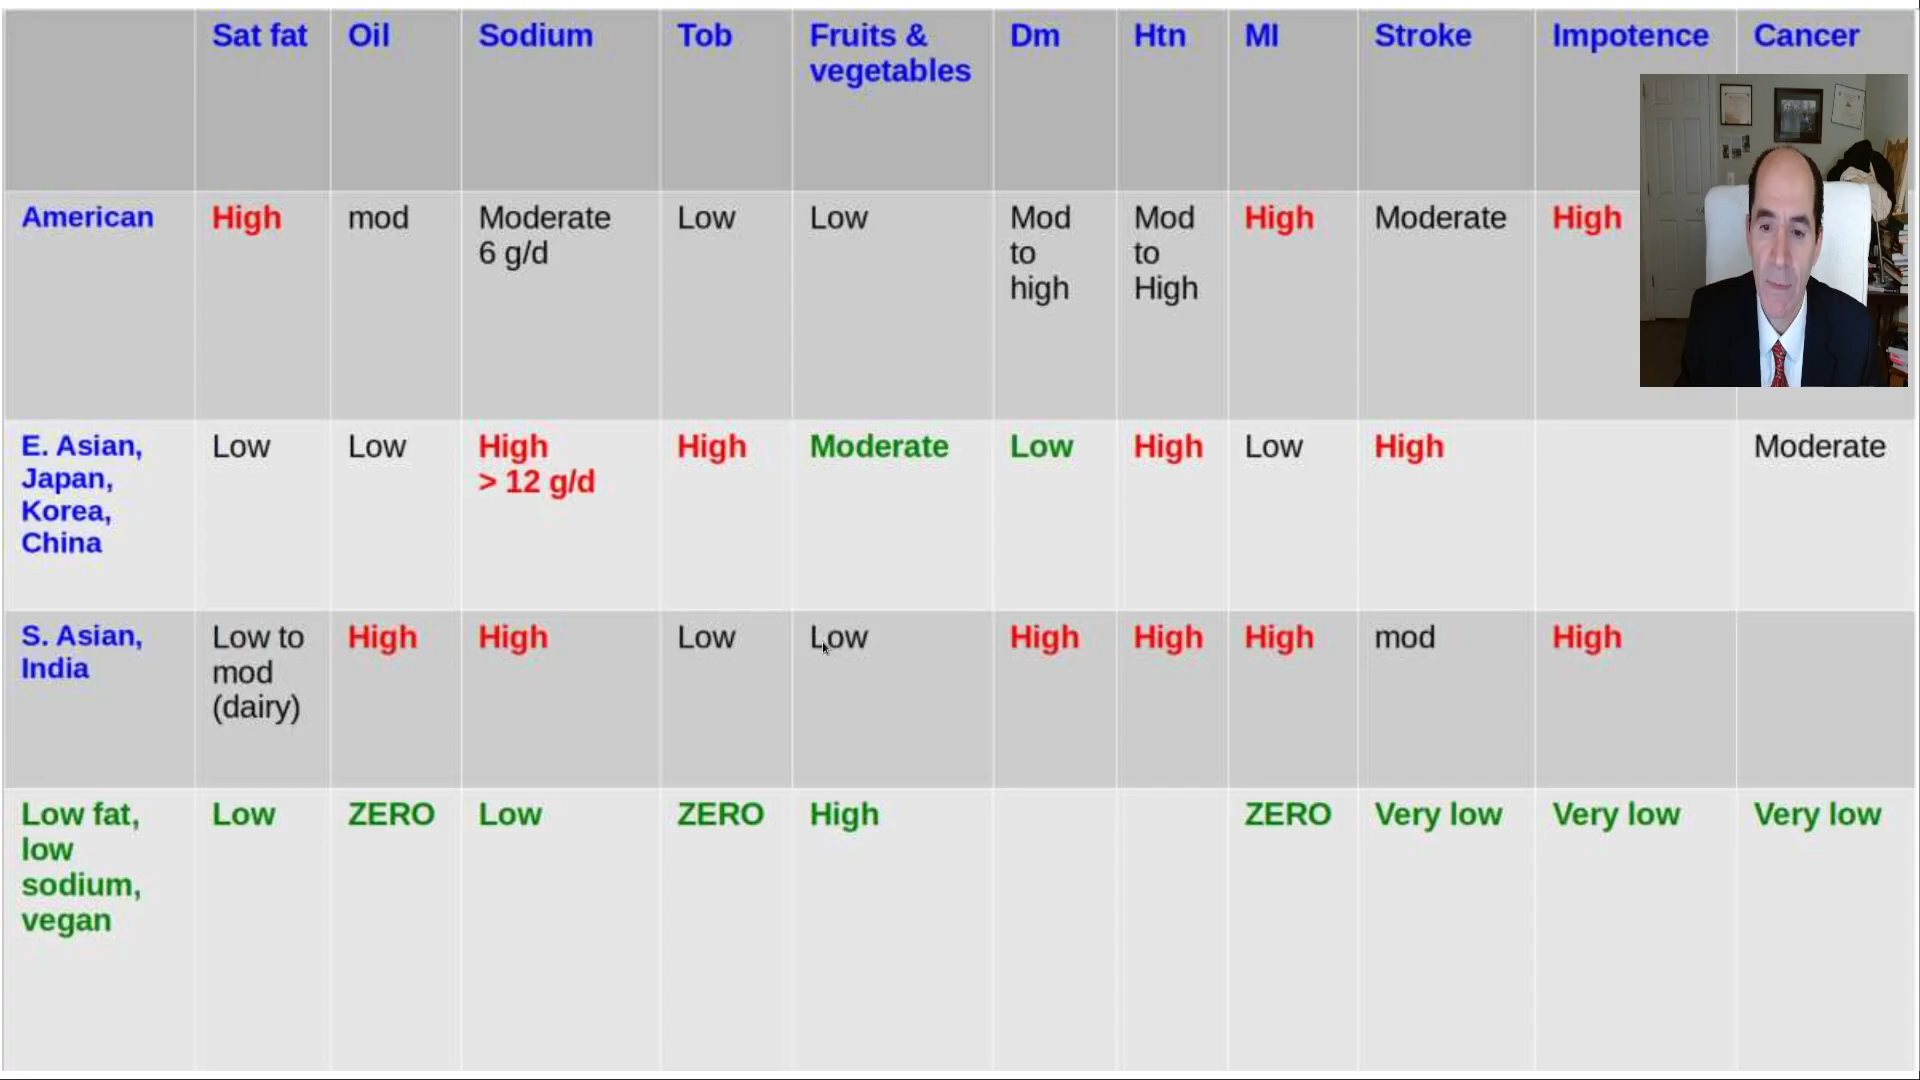 Sat fat Oil Sodium Tob Fruits & Dm Htn MI Stroke Impotence Cancer
vegetables
American High mod Moderate Low Low Mod Mod High Moderate High
6 g/d to to
high High
E. Asian, Low Low High High Moderate Low High Low High Moderate
Japan, > 12 g/d
Korea,
China
S. Asian, Low to High High Low Low High High High mod High
India mod
(dairy)
Low fat, Low ZERO Low ZERO High ZERO Very low Very low Very low
low
sodium,
vegan